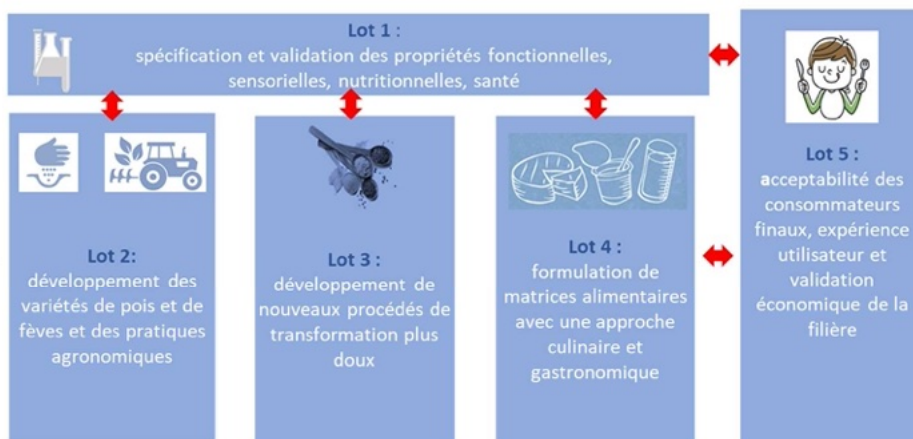 Lot 1 :
spécification et validation des propriétés fonctionnelles,
sensorielles, nutritionnelles, santé
Lot 2:
développement des
variétés de pois et de
fèves et des pratiques
agronomiques
Lot 3 :
développement de
nouveaux procédés de
transformation plus
doux
Lot 4 :
formulation de
matrices alimentaires
avec une approche
culinaire et
gastronomique
Lot 5 :
acceptabilité des
consommateurs
finaux, expérience
utilisateur et
validation
économique de la
filière